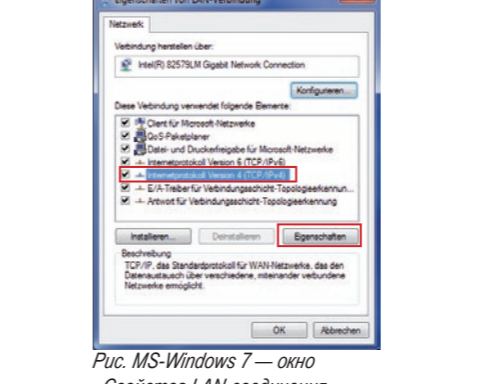 Eigenschaften von LAN-Verbindung
Netzwerk
Verbindung herstellen über:
Intel(R) 82579LM Gigabit Network Connection
Konfigurieren...
Diese Verbindung verwendet folgende Elemente:
Client für Microsoft-Netzwerke
QoS-Paketplaner
Datei- und Druckerfreigabe für Microsoft-Netzwerke
Internetprotokoll Version 6 (TCP/IPv6)
Internetprotokoll Version 4 (TCP/IPv4)
E/A-Treiber für Verbindungsschicht-Topologieerkennun...
Antwort für Verbindungsschicht-Topologieerkennung
Installieren... Deinstallieren Eigenschaften
Beschreibung
TCP/IP, das Standardprotokoll für WAN-Netzwerke, das den
Datenaustausch über verschiedene, miteinander verbundene
Netzwerke ermöglicht.
OK Abbrechen
Рис. MS-Windows 7 — окно
Свойства LAN-соединения